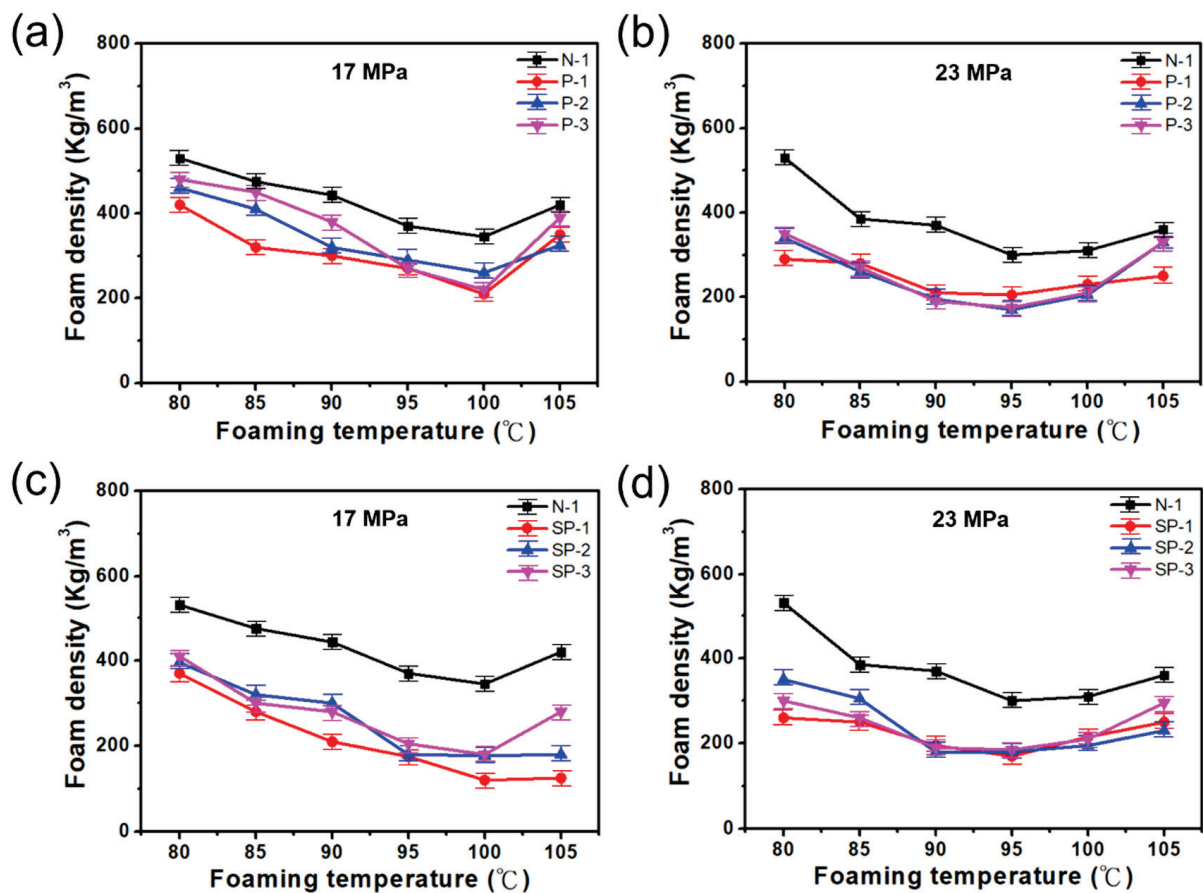 (a)
800
600
400
200
0
Foam density (Kg/m³)
17 MPa
N-1
P-1
P-2
P-3
80 85 90 95 100 105
Foaming temperature (℃)
(b)
800
600
400
200
0
Foam density (Kg/m³)
23 MPa
N-1
P-1
P-2
P-3
80 85 90 95 100 105
Foaming temperature (℃)
(c)
800
600
400
200
0
Foam density (Kg/m³)
17 MPa
N-1
SP-1
SP-2
SP-3
80 85 90 95 100 105
Foaming temperature (℃)
(d)
800
600
400
200
0
Foam density (Kg/m³)
23 MPa
N-1
SP-1
SP-2
SP-3
80 85 90 95 100 105
Foaming temperature (℃)